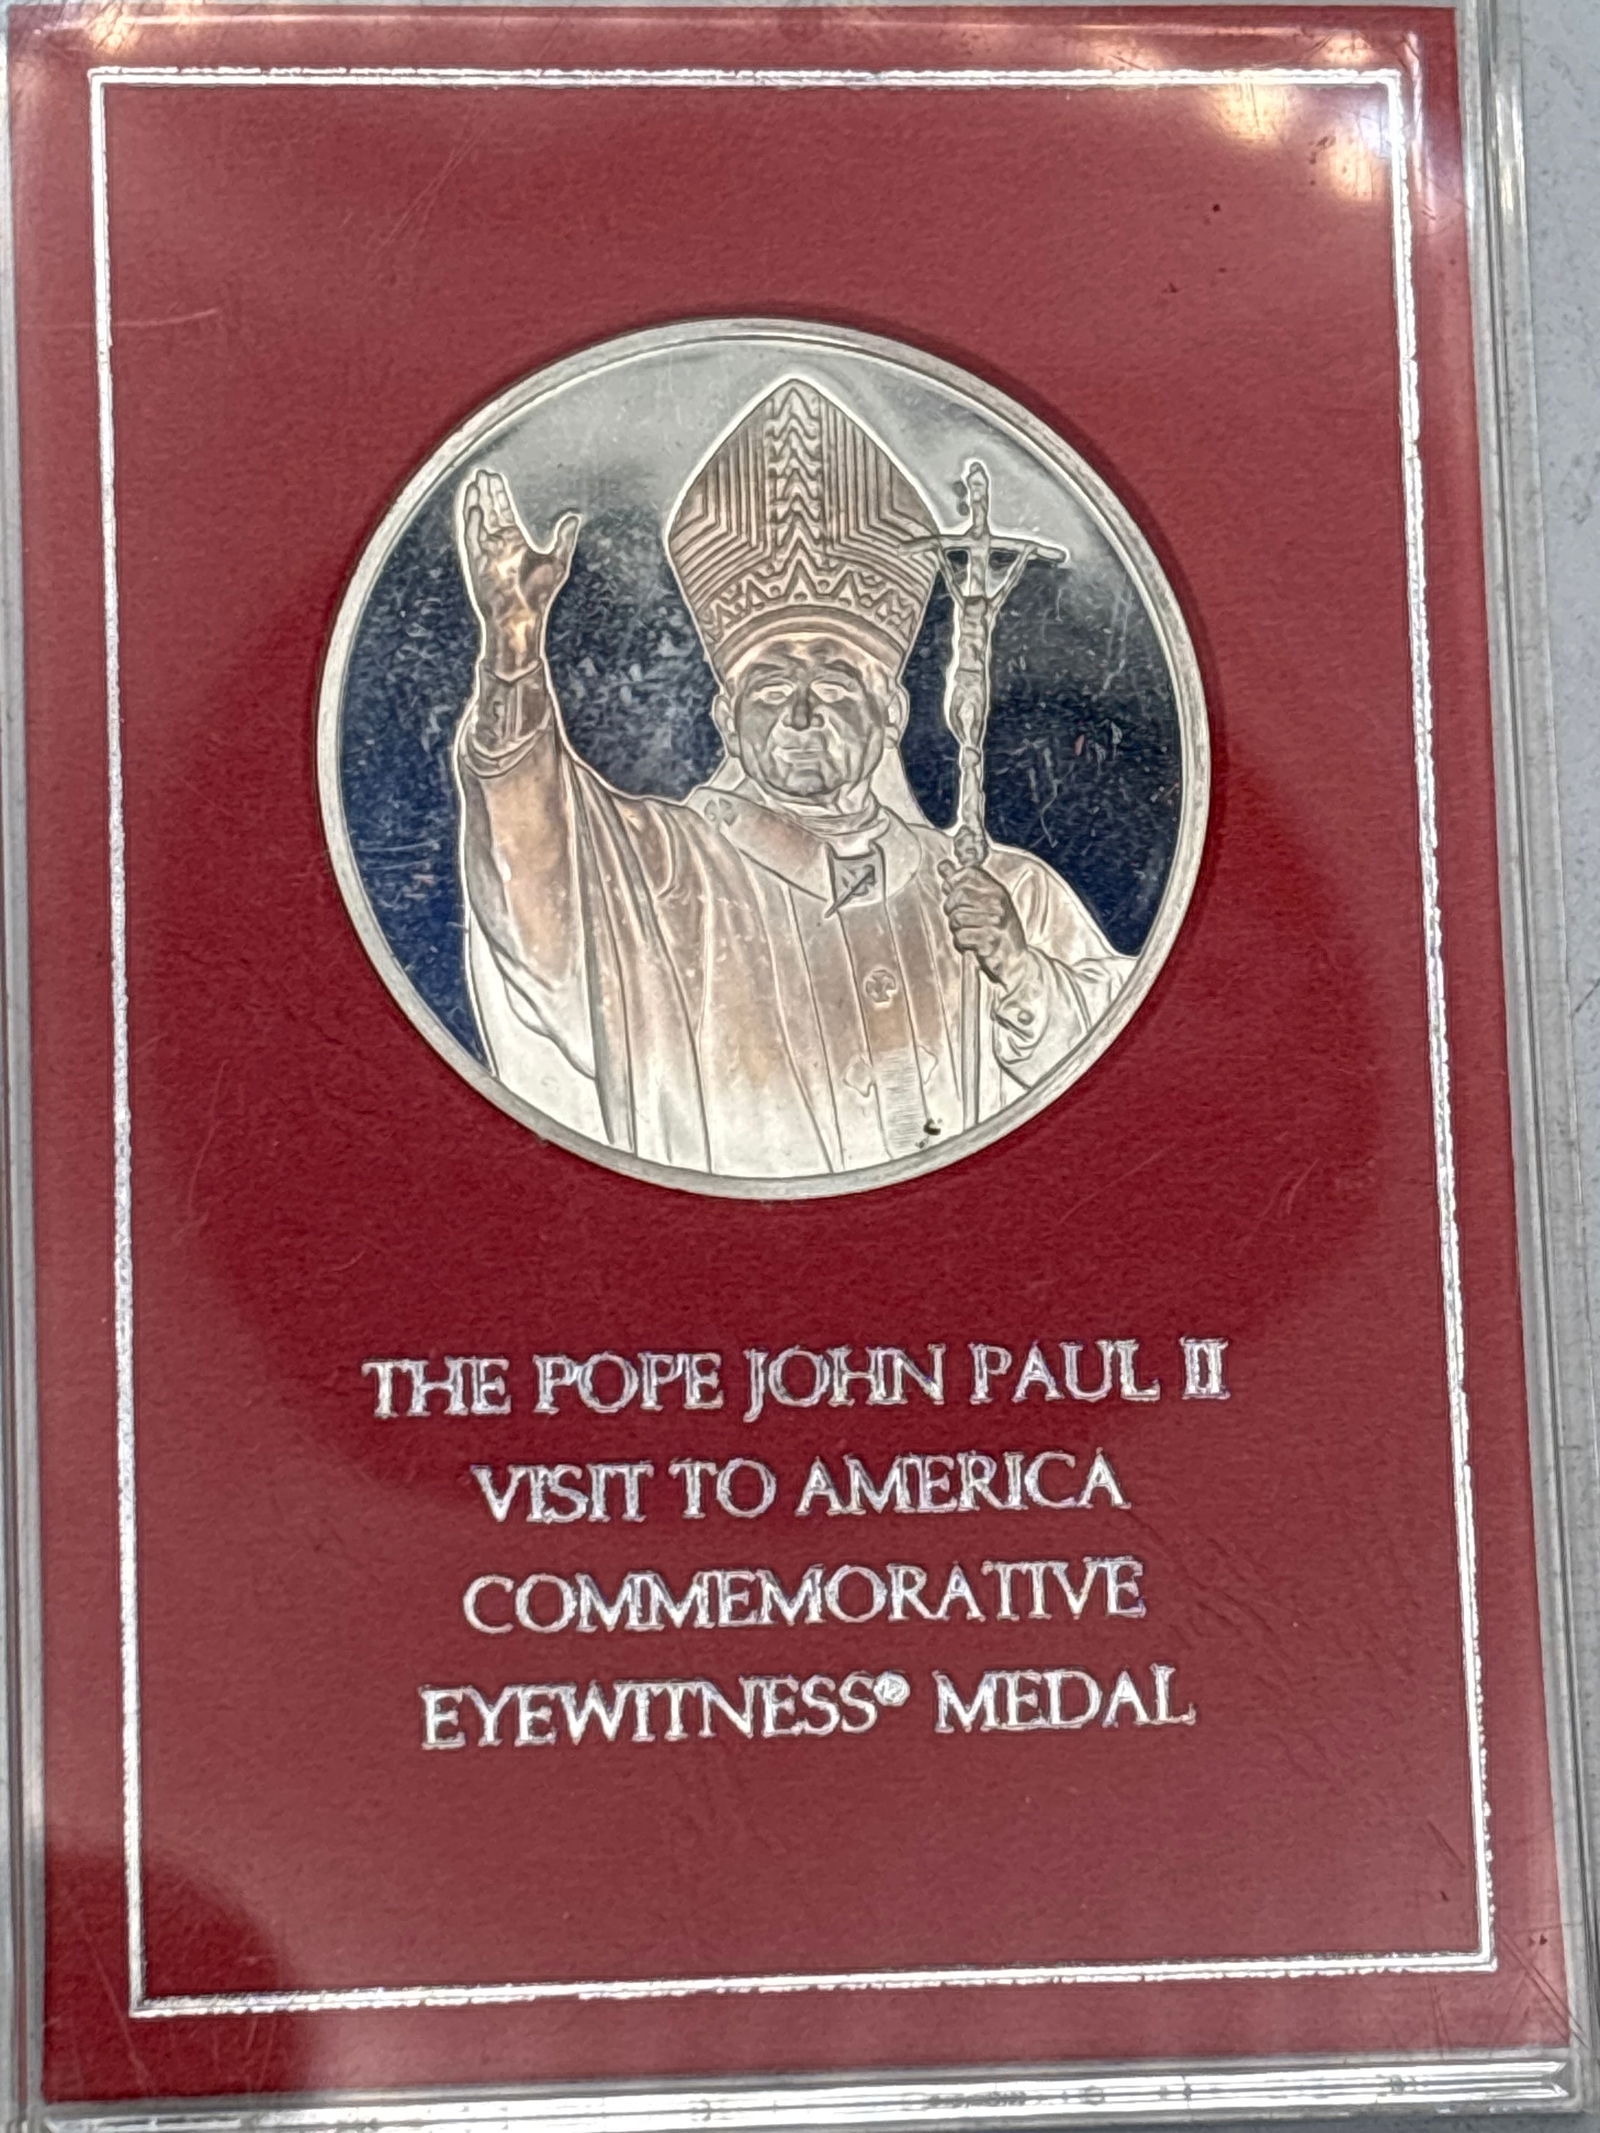 THE POPE JOHN PAUL II
VISIT TO AMERICA
COMMEMORATIVE
EYEWITNESS® MEDAL